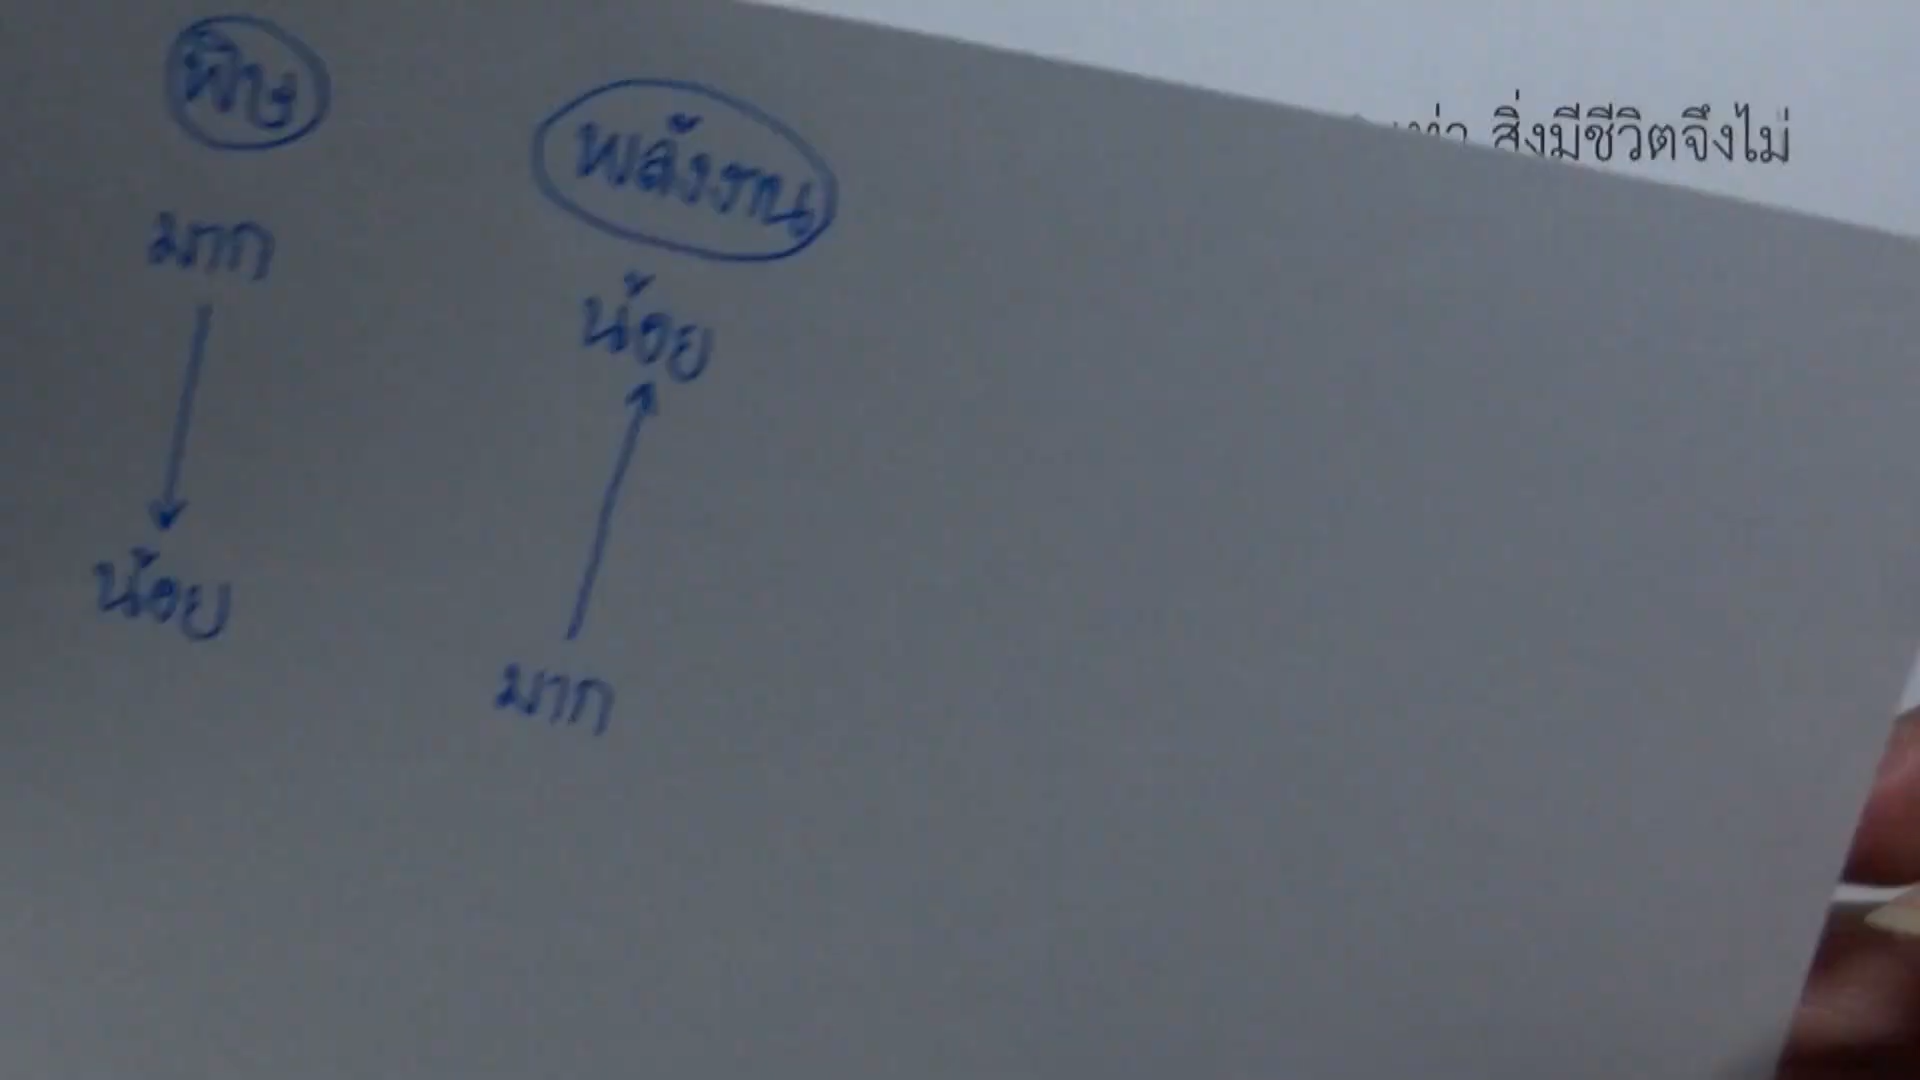 พิษ
พลังงาน
มาก
น้อย
น้อย
มาก
สิ่งมีชีวิตจึงไม่